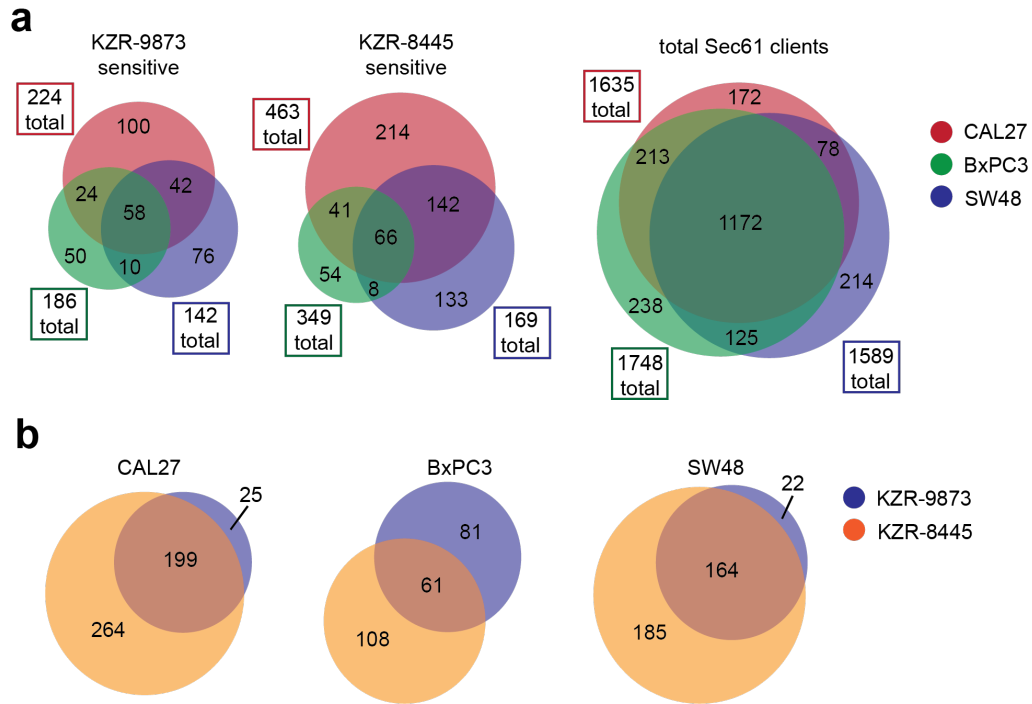 a
KZR-9873
sensitive
KZR-8445
sensitive
total Sec61 clients
224
total
100
24
42
58
50
10
76
186
total
142
total
463
total
214
41
142
66
54
8
133
349
total
169
total
1635
total
172
213
78
1172
238
125
214
1748
total
1589
total
CAL27
BxPC3
SW48
b
CAL27
25
199
264
BxPC3
81
61
108
SW48
22
164
185
KZR-9873
KZR-8445